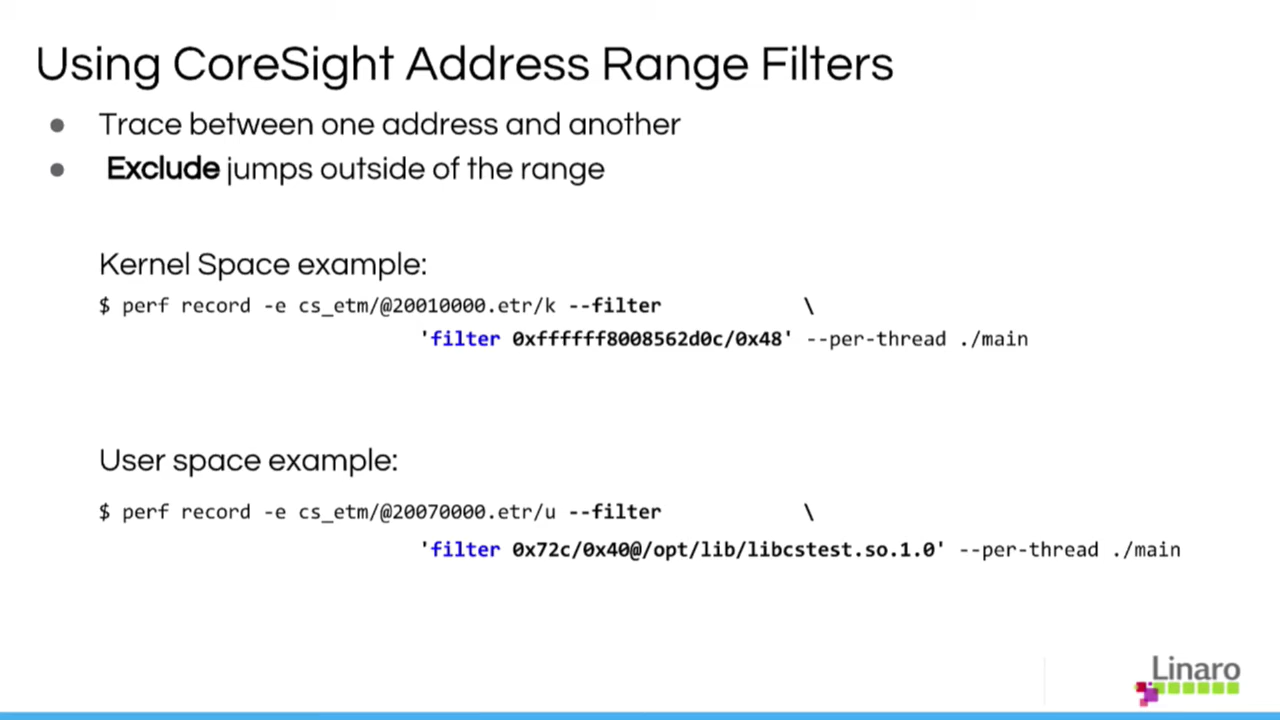 Using CoreSight Address Range Filters
● Trace between one address and another
● Exclude jumps outside of the range
Kernel Space example:
$ perf record -e cs_etm/@20010000.etr/k --filter \
'filter 0xffffff8008562d0c/0x48' --per-thread ./main
User space example:
$ perf record -e cs_etm/@20070000.etr/u --filter \
'filter 0x72c/0x40@/opt/lib/libcstest.so.1.0' --per-thread ./main
Linaro